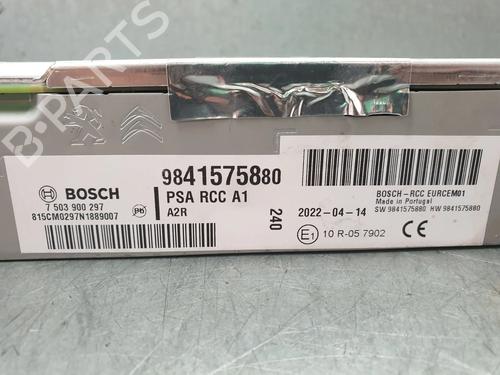 B-PARTS
BOSCH
7 503 900 297
815CM0297N1889007
Pb
9841575880
PSA RCC A1
A2R
240
2022-04-14
E1 10 R-05 7902
BOSCH-RCC EURCEM01
Made in Portugal
SW 9841575880 HW 9841575880
CE